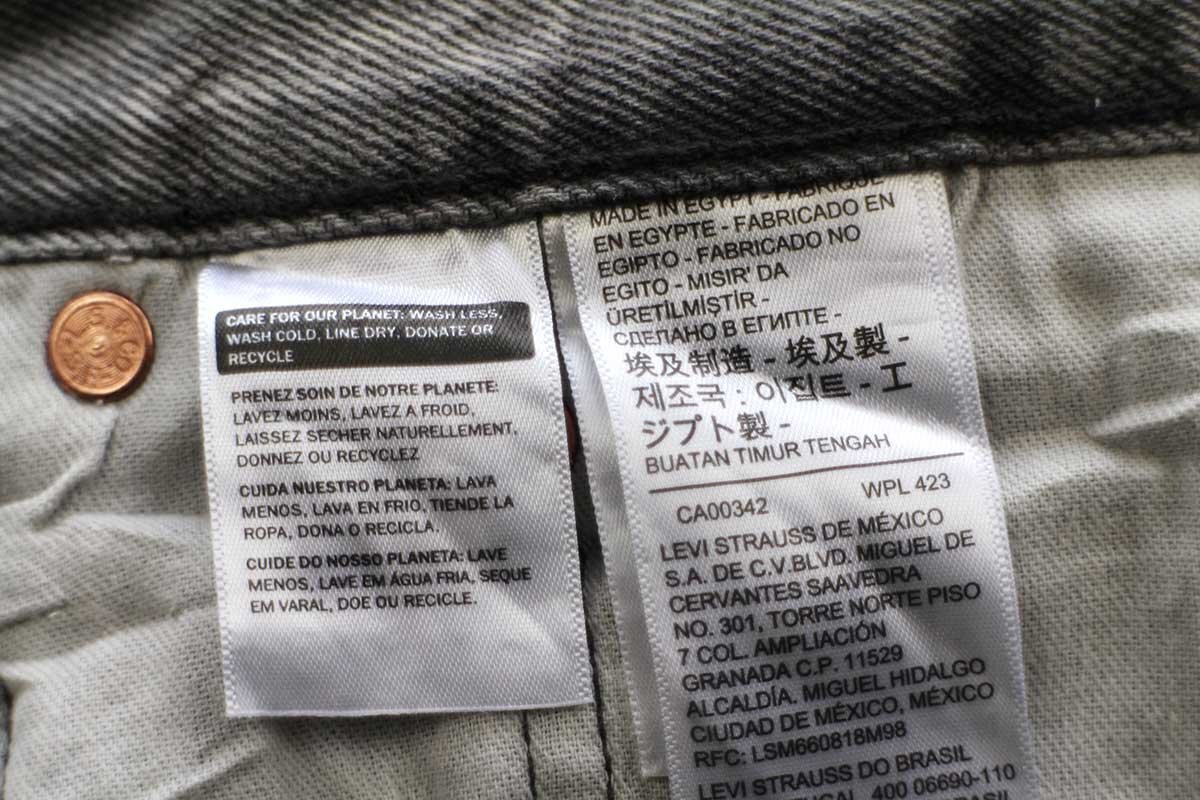 CARE FOR OUR PLANET: WASH LESS,
WASH COLD, LINE DRY, DONATE OR
RECYCLE
PRENEZ SOIN DE NOTRE PLANETE:
LAVEZ MOINS, LAVEZ A FROID,
LAISSEZ SECHER NATURELLEMENT,
DONNEZ OU RECYCLEZ
CUIDA NUESTRO PLANETA: LAVA
MENOS, LAVA EN FRIO, TIENDE LA
ROPA, DONA O RECICLA.
CUIDE DO NOSSO PLANETA: LAVE
MENOS, LAVE EM ÁGUA FRIA, SEQUE
EM VARAL, DOE OU RECICLE.
MADE IN EGYPT - FABRIQUE
EN EGYPTE - FABRICADO EN
EGIPTO - FABRICADO NO
EGITO - MISIR' DA
ÜRETİLMİŞTİR -
СДЕЛАНО В ЕГИПТЕ -
埃及制造 - 埃及製 -
제조국 : 이집트 - エ
ジプト製 -
BUATAN TIMUR TENGAH
CA00342 WPL 423
LEVI STRAUSS DE MÉXICO
S.A. DE C.V.BLVD. MIGUEL DE
CERVANTES SAAVEDRA
NO. 301, TORRE NORTE PISO
7 COL. AMPLIACIÓN
GRANADA C.P. 11529
ALCALDÍA. MIGUEL HIDALGO
CIUDAD DE MÉXICO, MÉXICO
RFC: LSM660818M98
LEVI STRAUSS DO BRASIL
400 06690-110